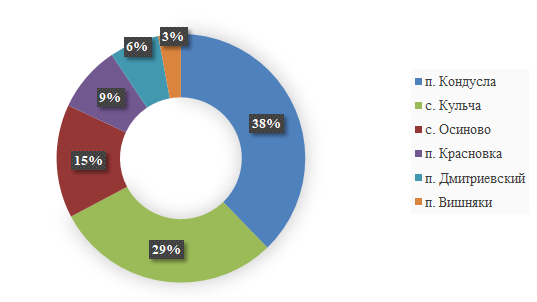 3%
6%
9%
38%
15%
29%
п. Кондусла
с. Кульча
с. Осиново
п. Красновка
п. Дмитриевский
п. Вишняки